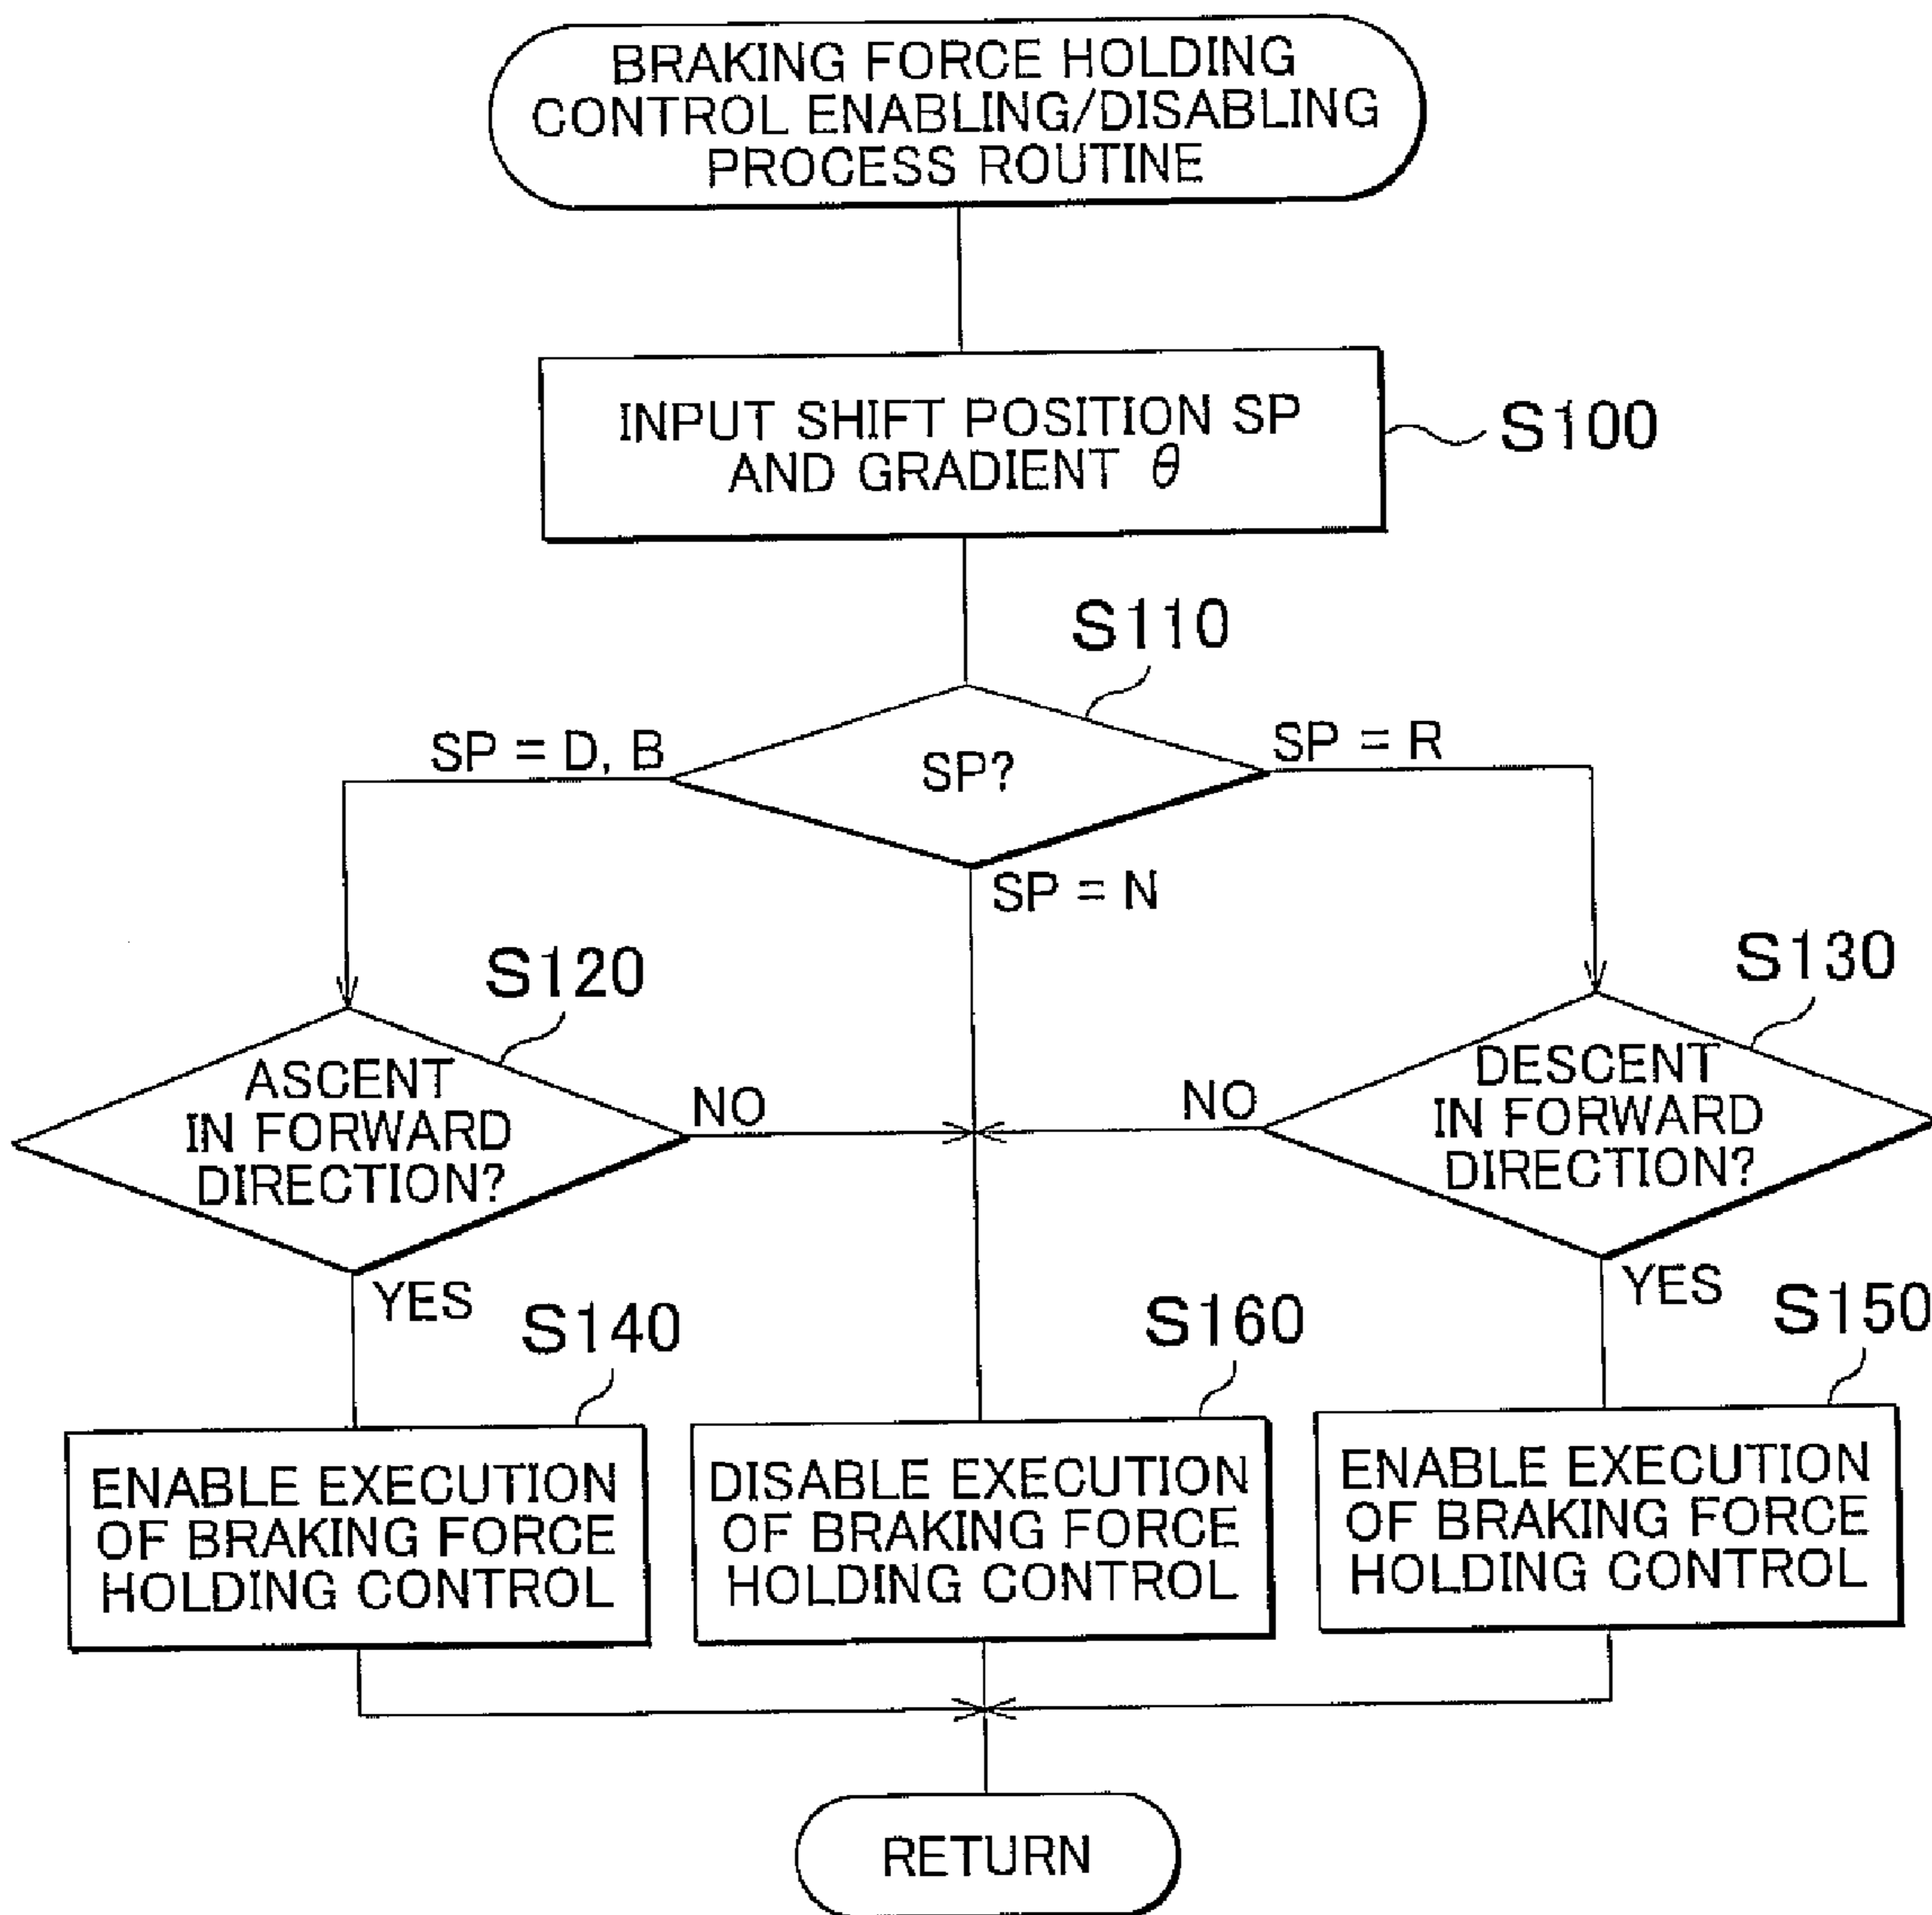 BRAKING FORCE HOLDING
CONTROL ENABLING/DISABLING
PROCESS ROUTINE
INPUT SHIFT POSITION SP
AND GRADIENT θ
S100
S110
SP = D, B
SP?
SP = R
SP = N
S120
S130
ASCENT
IN FORWARD
DIRECTION?
NO
NO
DESCENT
IN FORWARD
DIRECTION?
YES
YES
S140
S160
S150
ENABLE EXECUTION
OF BRAKING FORCE
HOLDING CONTROL
DISABLE EXECUTION
OF BRAKING FORCE
HOLDING CONTROL
ENABLE EXECUTION
OF BRAKING FORCE
HOLDING CONTROL
RETURN